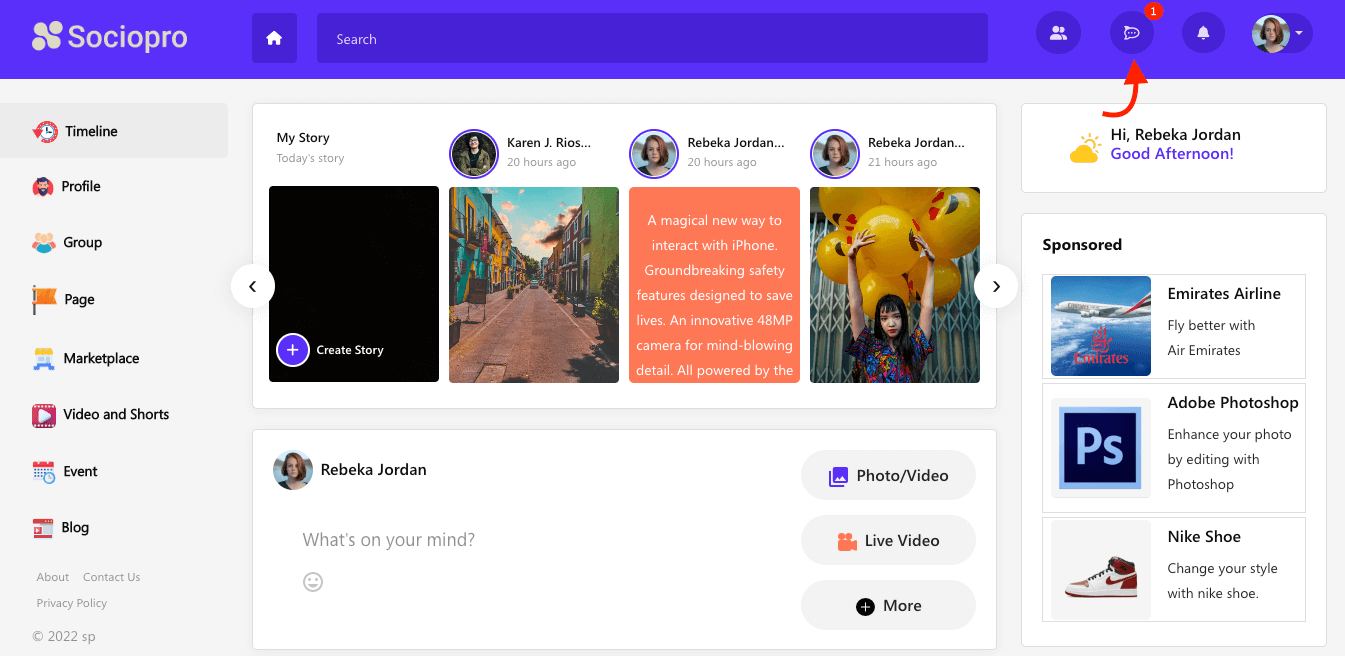 Sociopro
Search
1
Timeline
Profile
Group
Page
Marketplace
Video and Shorts
Event
Blog
About Contact Us
Privacy Policy
© 2022 sp
My Story
Today's story
Create Story
Karen J. Rios...
20 hours ago
Rebeka Jordan...
20 hours ago
A magical new way to
interact with iPhone.
Groundbreaking safety
features designed to save
lives. An innovative 48MP
camera for mind-blowing
detail. All powered by the
Rebeka Jordan...
21 hours ago
Rebeka Jordan
What's on your mind?
Photo/Video
Live Video
More
Hi, Rebeka Jordan
Good Afternoon!
Sponsored
Emirates
Emirates Airline
Fly better with
Air Emirates
Ps
Adobe Photoshop
Enhance your photo
by editing with
Photoshop
Nike Shoe
Change your style
with nike shoe.